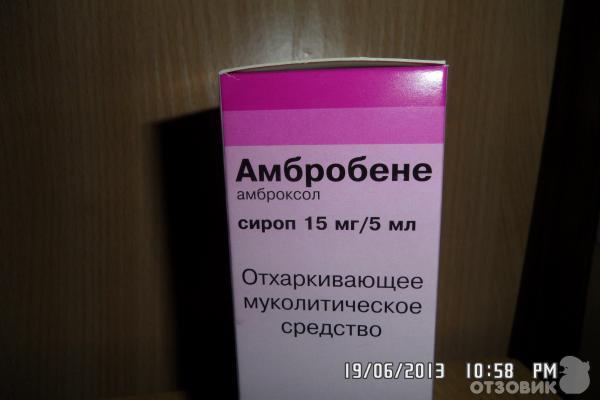 Амбробене
амброксол
сироп 15 мг/5 мл
Отхаркивающее
муколитическое
средство
19/06/2013 10:58 PM
ОТЗОВИК